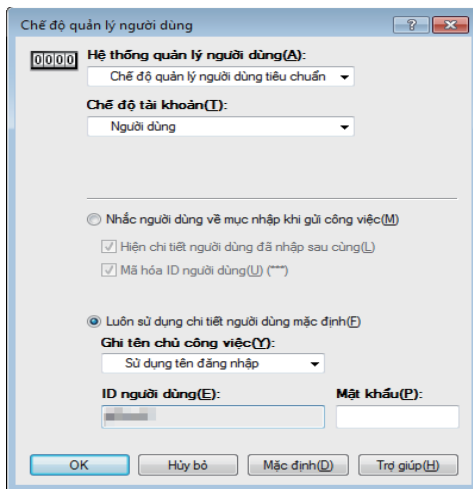 Chế độ quản lý người dùng
0000
Hệ thống quản lý người dùng(A):
Chế độ quản lý người dùng tiêu chuẩn
Chế độ tài khoản(T):
Người dùng
Nhắc người dùng về mục nhập khi gửi công việc(M)
Hiện chi tiết người dùng đã nhập sau cùng(L)
Mã hóa ID người dùng(U) (***)
Luôn sử dụng chi tiết người dùng mặc định(F)
Ghi tên chủ công việc(Y):
Sử dụng tên đăng nhập
ID người dùng(E): Mật khẩu(P):
OK Hủy bỏ Mặc định(D) Trợ giúp(H)